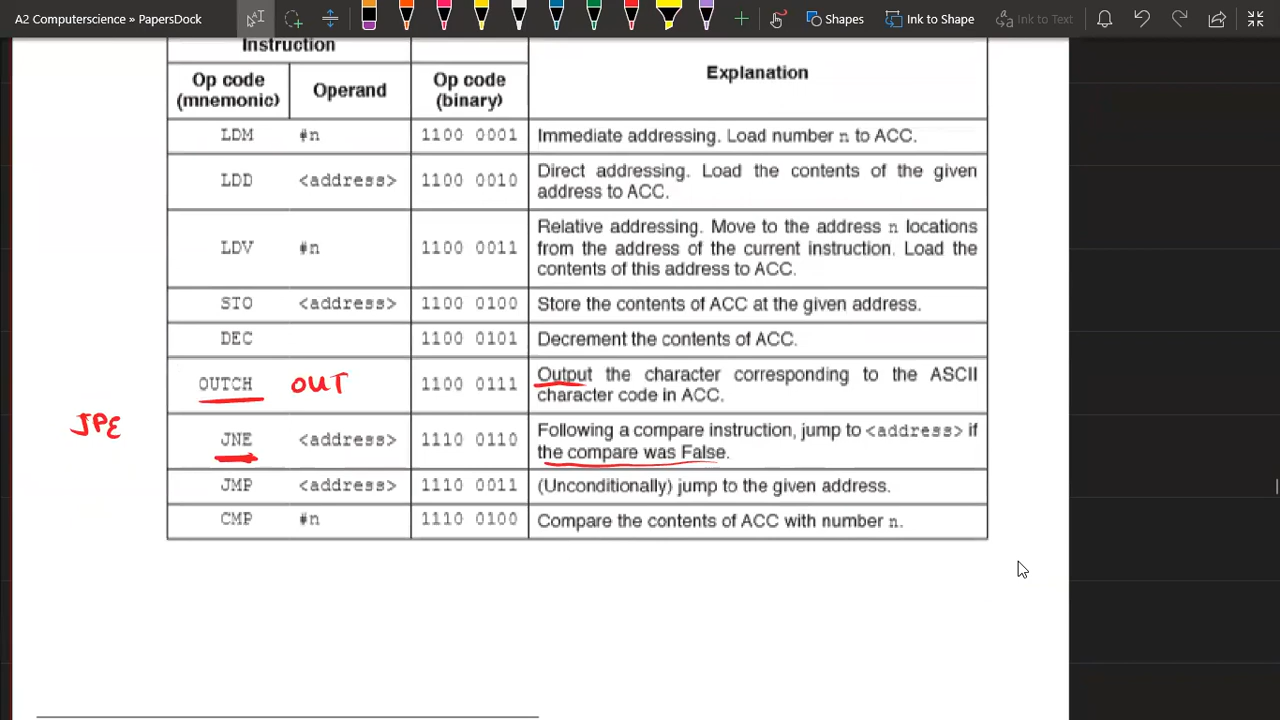 A2 Computerscience » PapersDock
Shapes
Ink to Shape
Ink to Text
Instruction
Op code
(mnemonic)
Operand
Op code
(binary)
Explanation
LDM #n 1100 0001 Immediate addressing. Load number n to ACC.
LDD <address> 1100 0010 Direct addressing. Load the contents of the given
address to ACC.
LDV #n 1100 0011 Relative addressing. Move to the address n locations
from the address of the current instruction. Load the
contents of this address to ACC.
STO <address> 1100 0100 Store the contents of ACC at the given address.
DEC 1100 0101 Decrement the contents of ACC.
OUTCH OUT 1100 0111 Output the character corresponding to the ASCII
character code in ACC.
JPE
JNE <address> 1110 0110 Following a compare instruction, jump to <address> if
the compare was False.
JMP <address> 1110 0011 (Unconditionally) jump to the given address.
CMP #n 1110 0100 Compare the contents of ACC with number n.